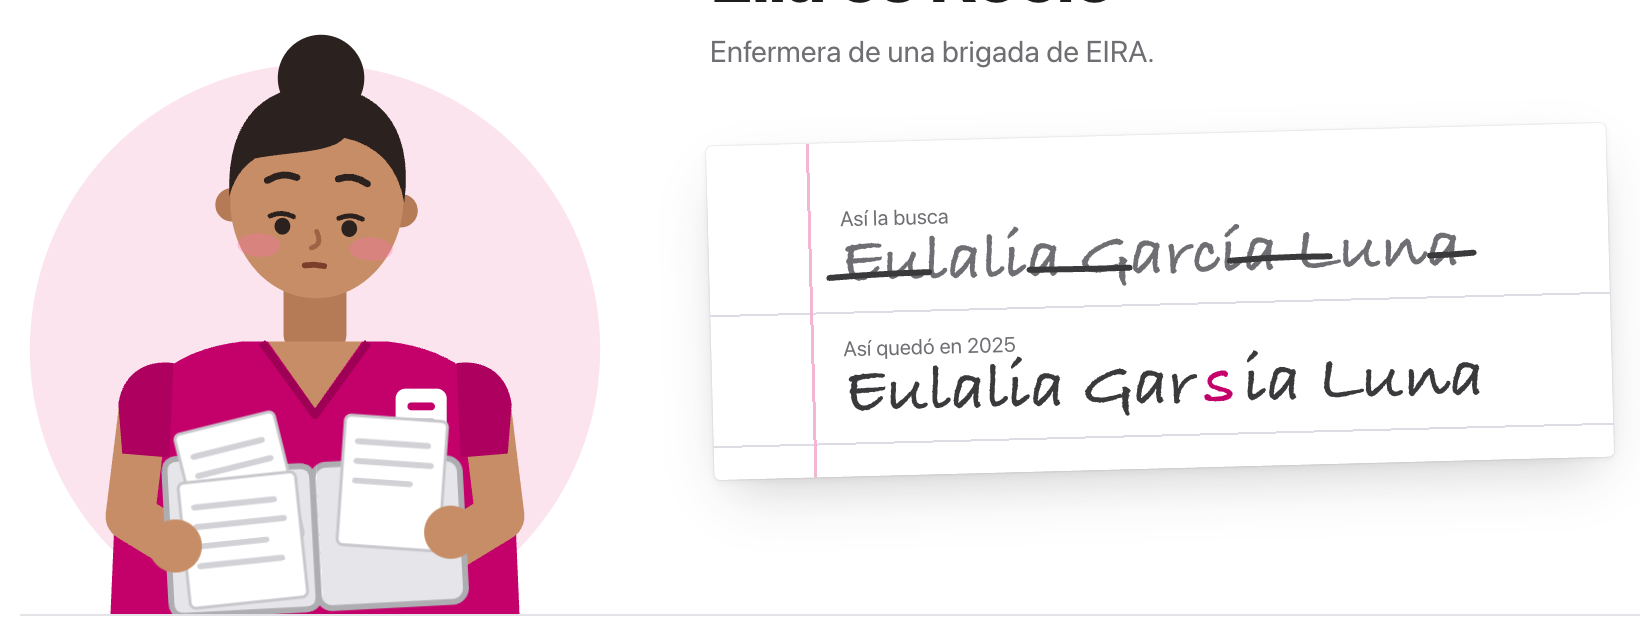 Enfermera de una brigada de EIRA.
Así la busca
Eulalia García Luna
Así quedó en 2025
Eulalia Garsia Luna